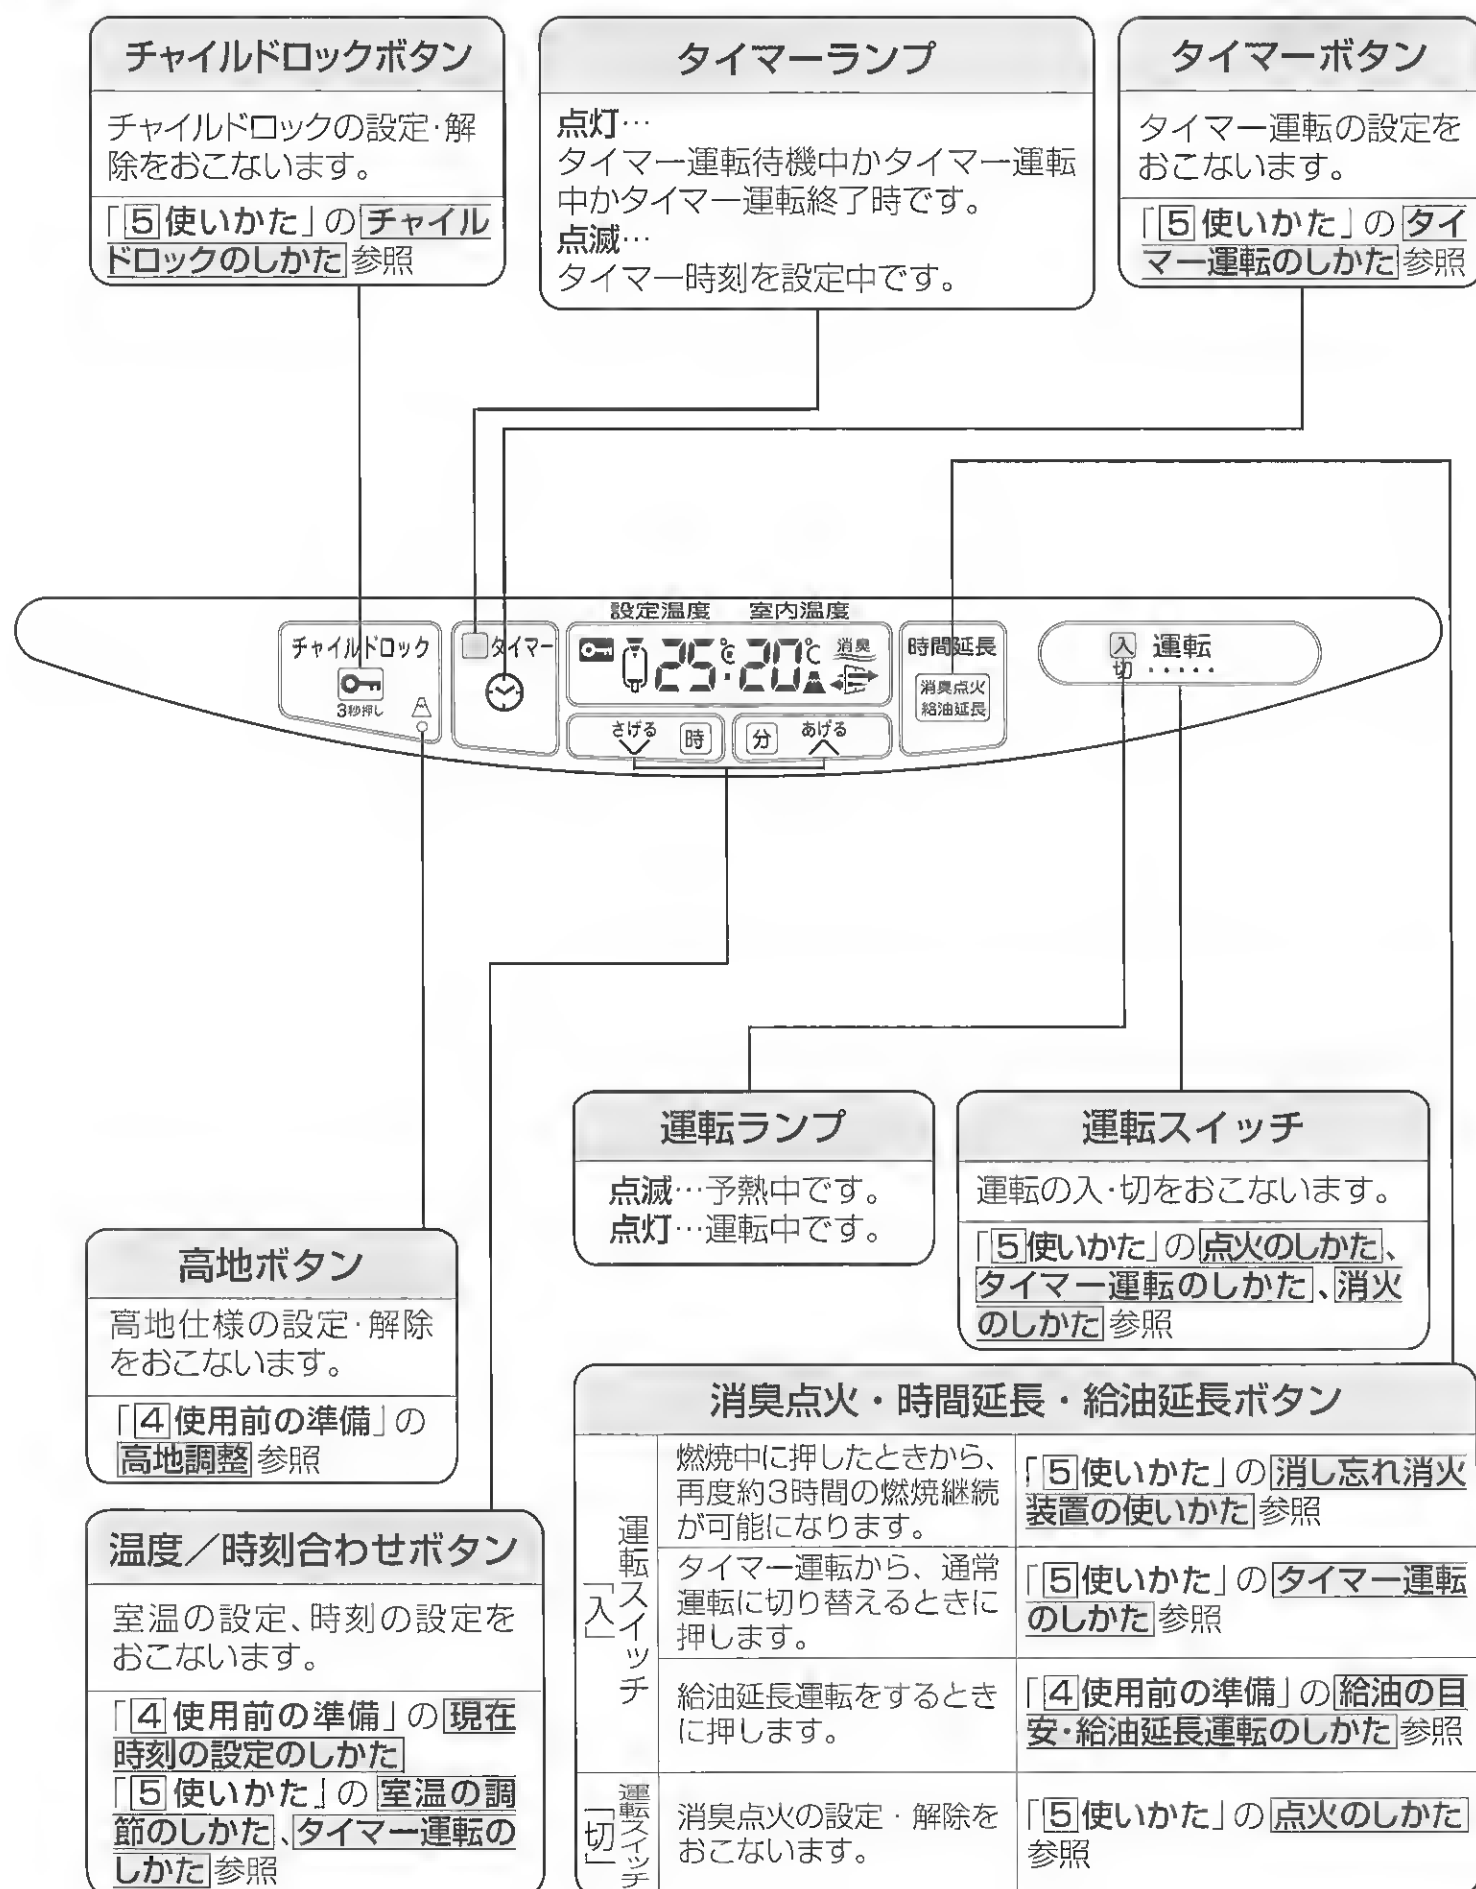 チャイルドロックボタン
チャイルドロックの設定・解
除をおこないます。
「5使いかた」のチャイル
ドロックのしかた参照
タイマーランプ
点灯…
タイマー運転待機中かタイマー運転
中かタイマー運転終了時です。
点滅…
タイマー時刻を設定中です。
タイマーボタン
タイマー運転の設定を
おこないます。
「5使いかた」のタイ
マー運転のしかた参照
設定温度 室内温度
チャイルドロック
3秒押し
タイマー
25℃:20℃
消臭
さげる 時
分 あげる
時間延長
消臭点火
給油延長
入 運転
切・・・・・
運転ランプ
点滅…予熱中です。
点灯…運転中です。
運転スイッチ
運転の入・切をおこないます。
「5使いかた」の点火のしかた、
タイマー運転のしかた、消火
のしかた参照
高地ボタン
高地仕様の設定・解除
をおこないます。
「4使用前の準備」の
高地調整参照
温度／時刻合わせボタン
室温の設定、時刻の設定を
おこないます。
「4使用前の準備」の現在
時刻の設定のしかた
「5使いかた」の室温の調
節のしかた、タイマー運転の
しかた参照
消臭点火・時間延長・給油延長ボタン
運転スイッチ
「入」
燃焼中に押したときから、
再度約3時間の燃焼継続
が可能になります。
「5使いかた」の消し忘れ消火
装置の使いかた参照
タイマー運転から、通常
運転に切り替えるときに
押します。
「5使いかた」のタイマー運転
のしかた参照
給油延長運転をするとき
に押します。
「4使用前の準備」の給油の目
安・給油延長運転のしかた参照
運転スイッチ
「切」
消臭点火の設定・解除を
おこないます。
「5使いかた」の点火のしかた
参照